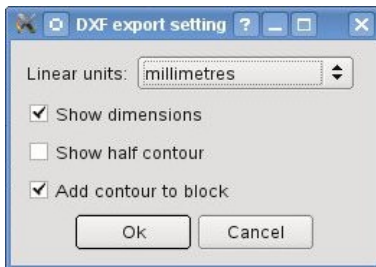 DXF export setting
Linear units: millimetres
Show dimensions
Show half contour
Add contour to block
Ok Cancel